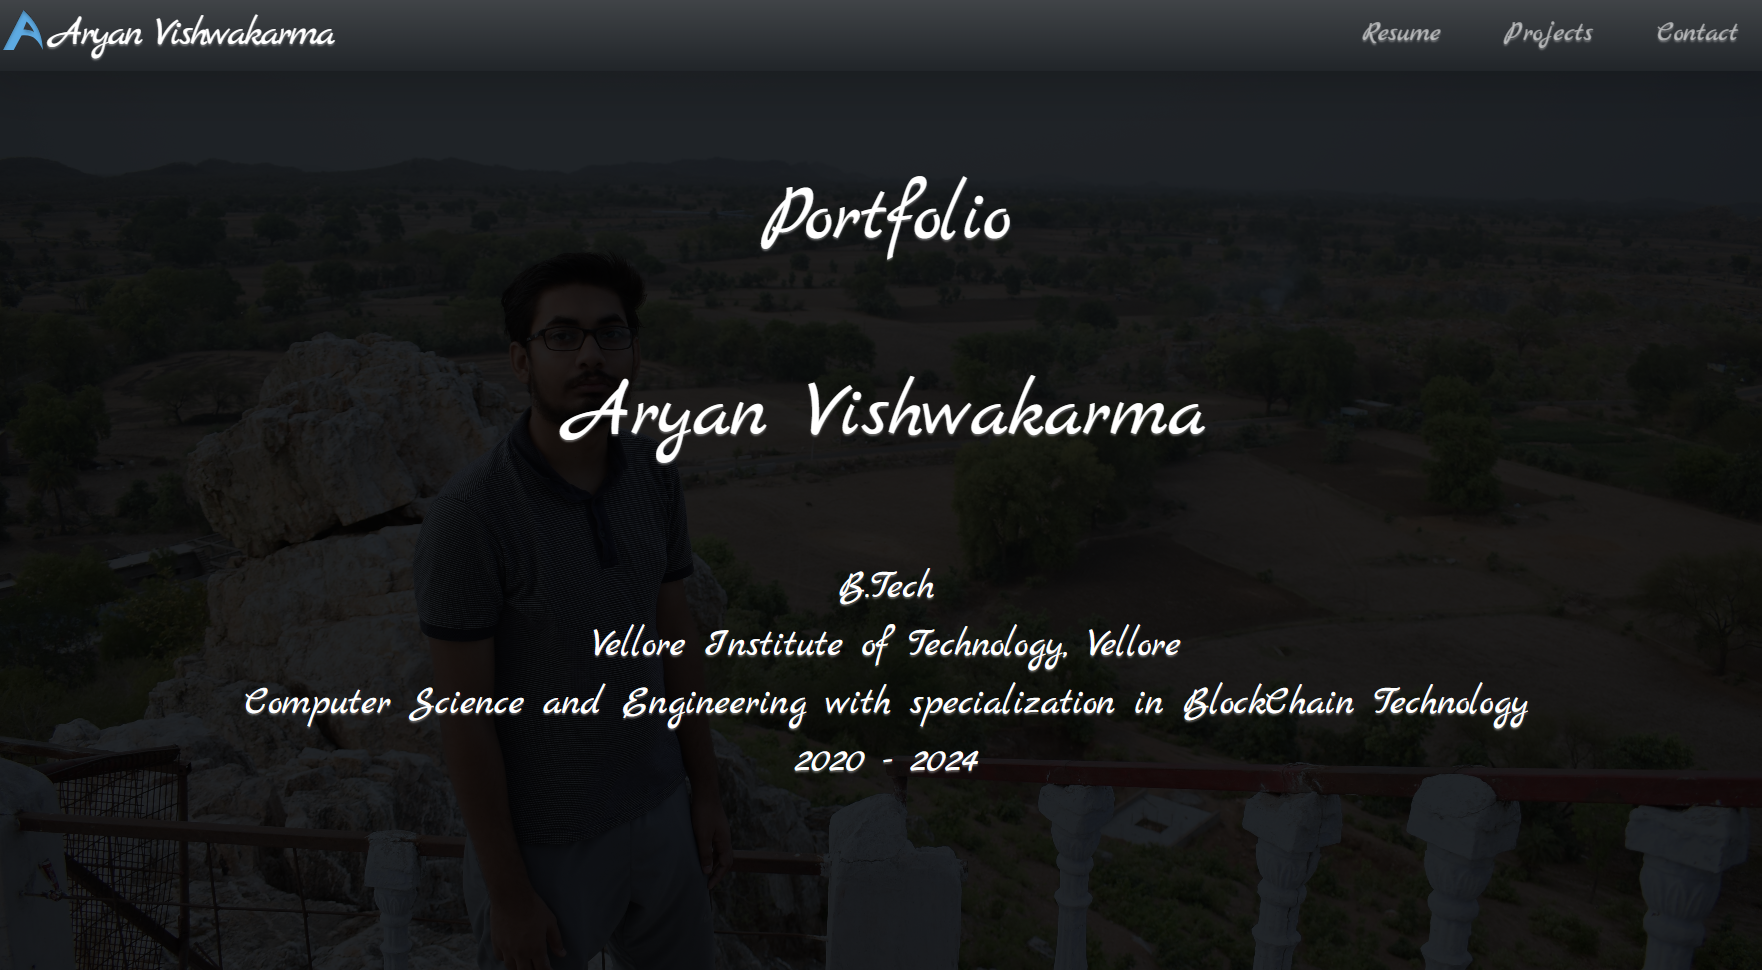 Aryan Vishwakarma
Resume
Projects
Contact
Portfolio
Aryan Vishwakarma
B.Tech
Vellore Institute of Technology, Vellore
Computer Science and Engineering with specialization in BlockChain Technology
2020 - 2024